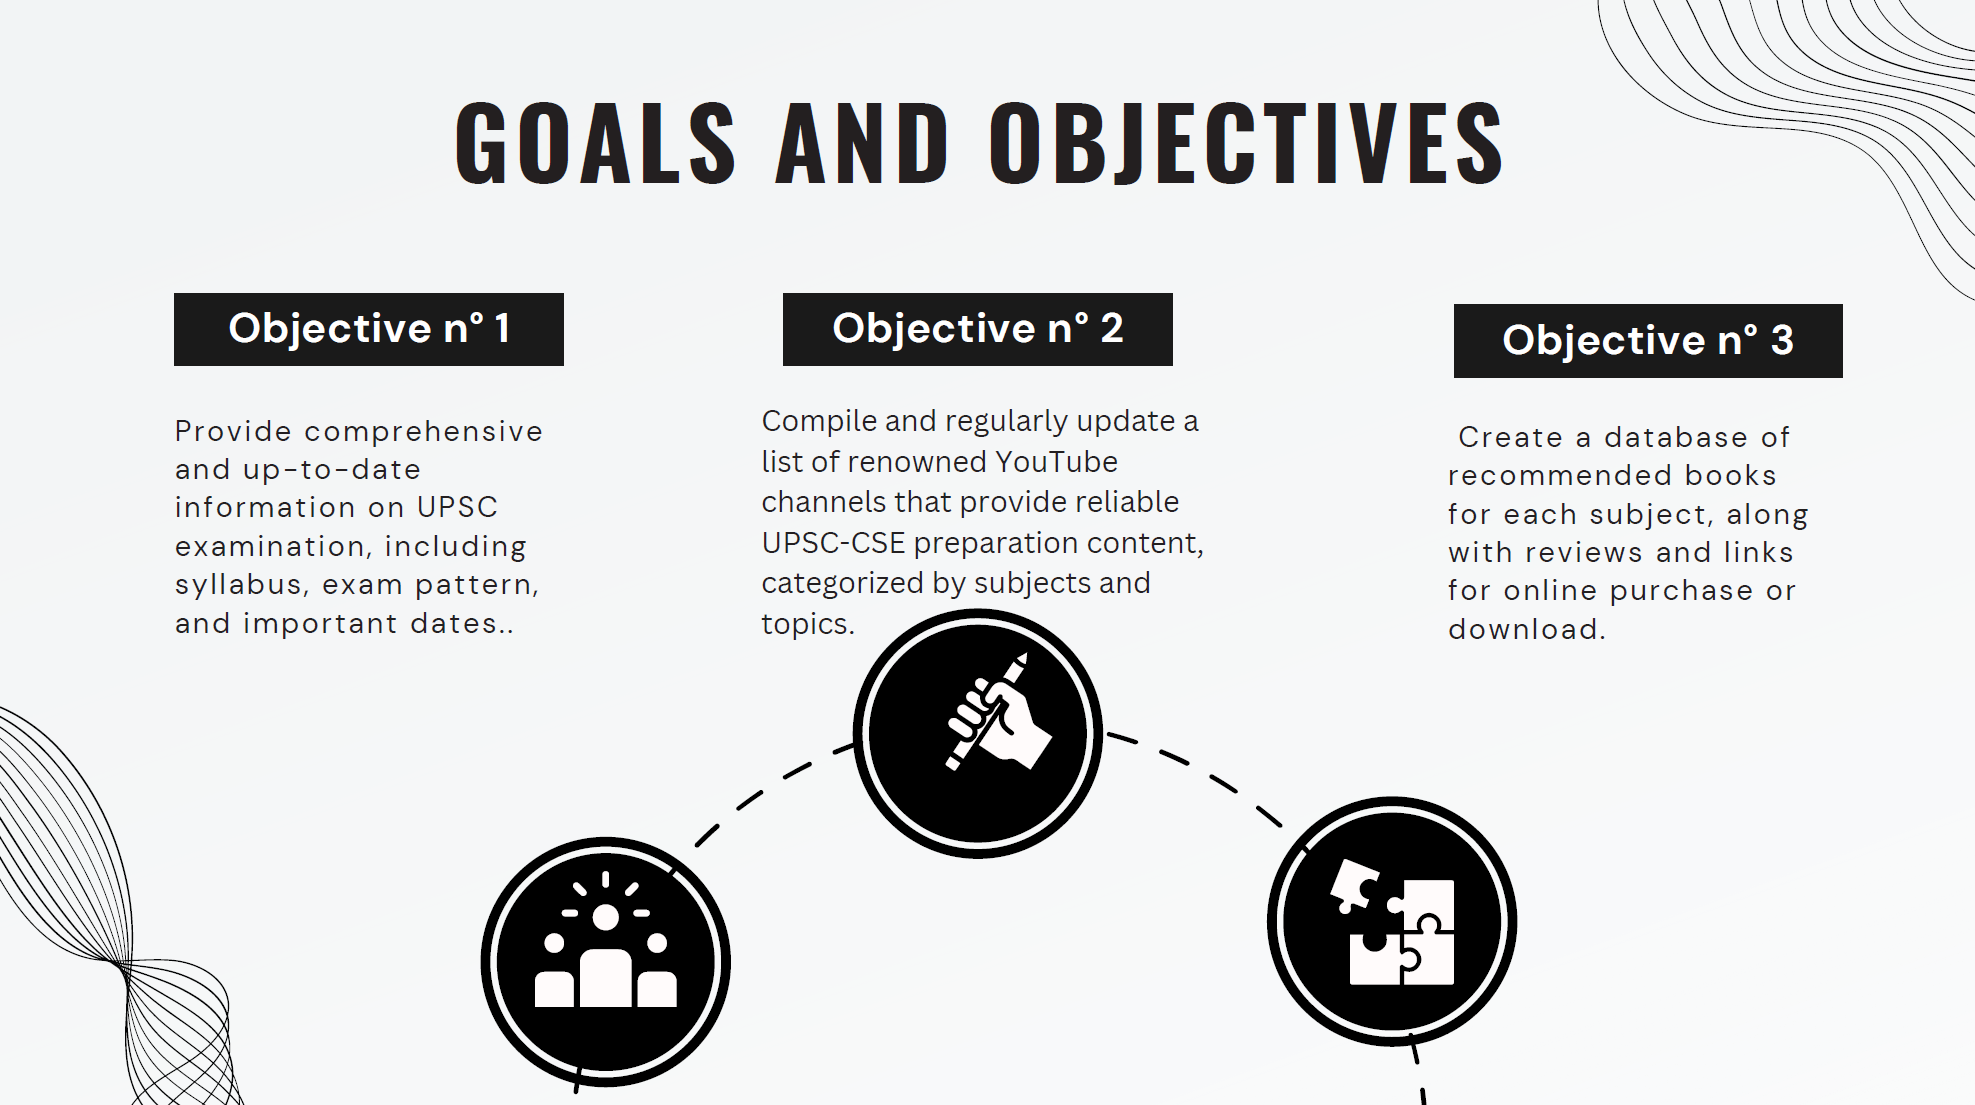 GOALS AND OBJECTIVES
Objective n° 1
Provide comprehensive
and up-to-date
information on UPSC
examination, including
syllabus, exam pattern,
and important dates..
Objective n° 2
Compile and regularly update a
list of renowned YouTube
channels that provide reliable
UPSC-CSE preparation content,
categorized by subjects and
topics.
Objective n° 3
Create a database of
recommended books
for each subject, along
with reviews and links
for online purchase or
download.